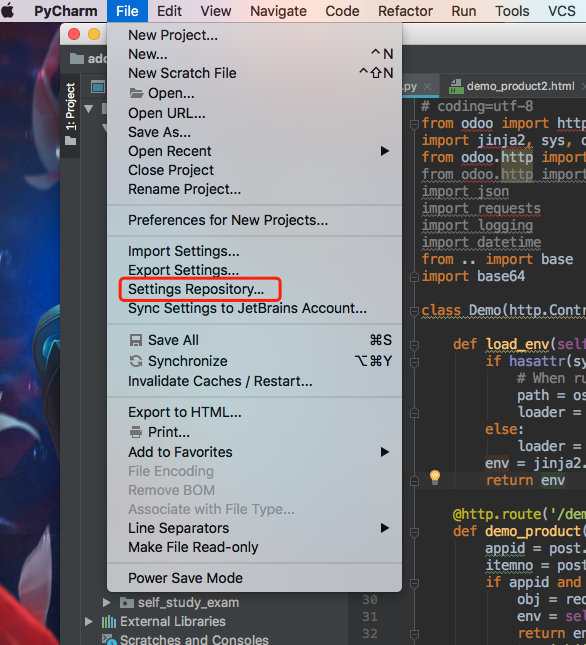 PyCharm File Edit View Navigate Code Refactor Run Tools VCS
New Project...
New... ^N
New Scratch File ^⇧N
Open...
Open URL...
Save As...
Open Recent
Close Project
Rename Project...
Preferences for New Projects...
Import Settings...
Export Settings...
Settings Repository...
Sync Settings to JetBrains Account...
Save All ⌘S
Synchronize ⌥⌘Y
Invalidate Caches / Restart...
Export to HTML...
Print...
Add to Favorites
File Encoding
Remove BOM
Associate with File Type...
Line Separators
Make File Read-only
Power Save Mode
1: Project
self_study_exam
External Libraries
Scratches and Consoles
.py demo_product2.html
# coding=utf-8
from odoo import http
import jinja2, sys,
from odoo.http import
from odoo.http import
import json
import requests
import logging
import datetime
from .. import base
import base64
class Demo(http.Contr
def load_env(self
if hasattr(sy
# When ru
path = os
loader =
else:
loader =
env = jinja2.
return env
@http.route('/dem
def demo_product(
appid = post.
itemno = post
if appid and
30 obj = req
31 env = sel
32 return en